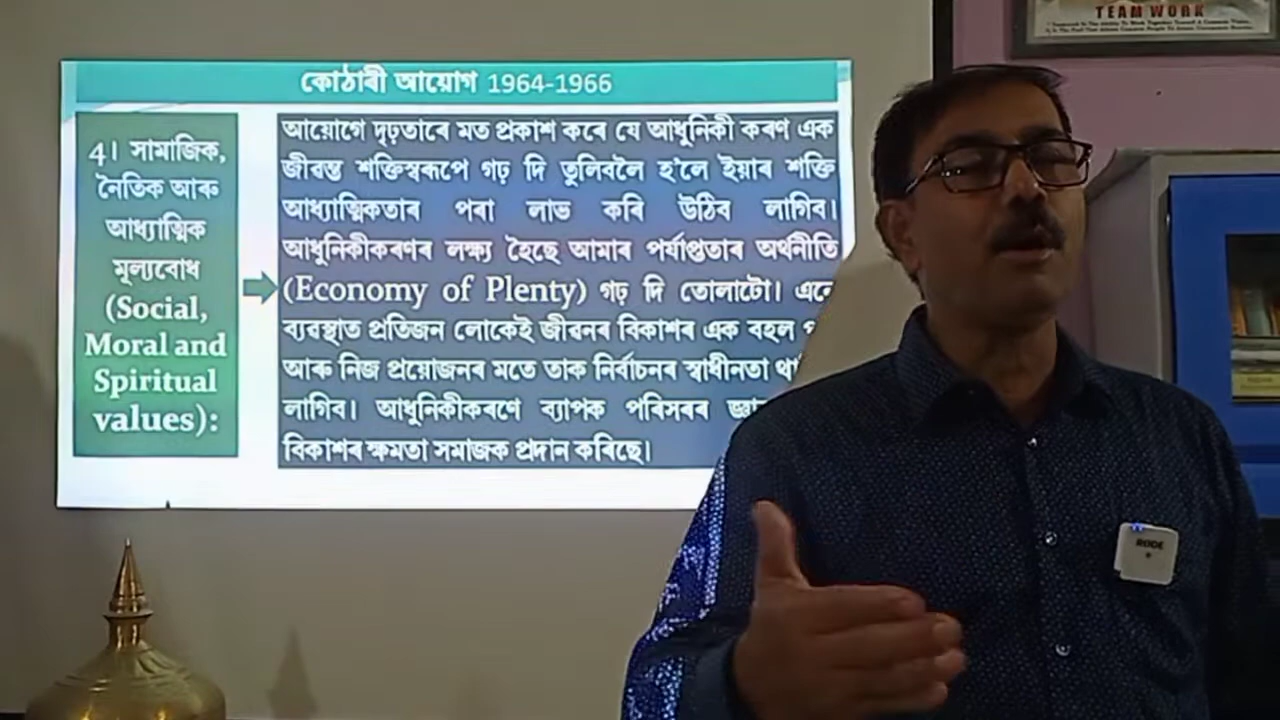 TEAM WORK
কোঠাৰী আয়োগ 1964-1966
4। সামাজিক,
নৈতিক আৰু
আধ্যাত্মিক
মূল্যবোধ
(Social,
Moral and
Spiritual
values):
আয়োগে দৃঢ়তাৰে মত প্ৰকাশ কৰে যে আধুনিকী কৰণ এক
জীৱন্ত শক্তিস্বৰূপে গঢ় দি তুলিবলৈ হ'লে ইয়াৰ শক্তি
আধ্যাত্মিকতাৰ পৰা লাভ কৰি উঠিব লাগিব।
আধুনিকীকৰণৰ লক্ষ্য হৈছে আমাৰ পৰ্যাপ্ততাৰ অৰ্থনীতি
(Economy of Plenty) গঢ় দি তোলাটো।
ব্যৱস্থাত প্ৰতিজন লোকেই জীৱনৰ বিকাশৰ এক বহল
আৰু নিজ প্ৰয়োজনৰ মতে তাক নিৰ্বাচনৰ স্বাধীনতা
লাগিব। আধুনিকীকৰণে ব্যাপক পৰিসৰৰ
বিকাশৰ ক্ষমতা সমাজক প্ৰদান কৰিছে।
RODE